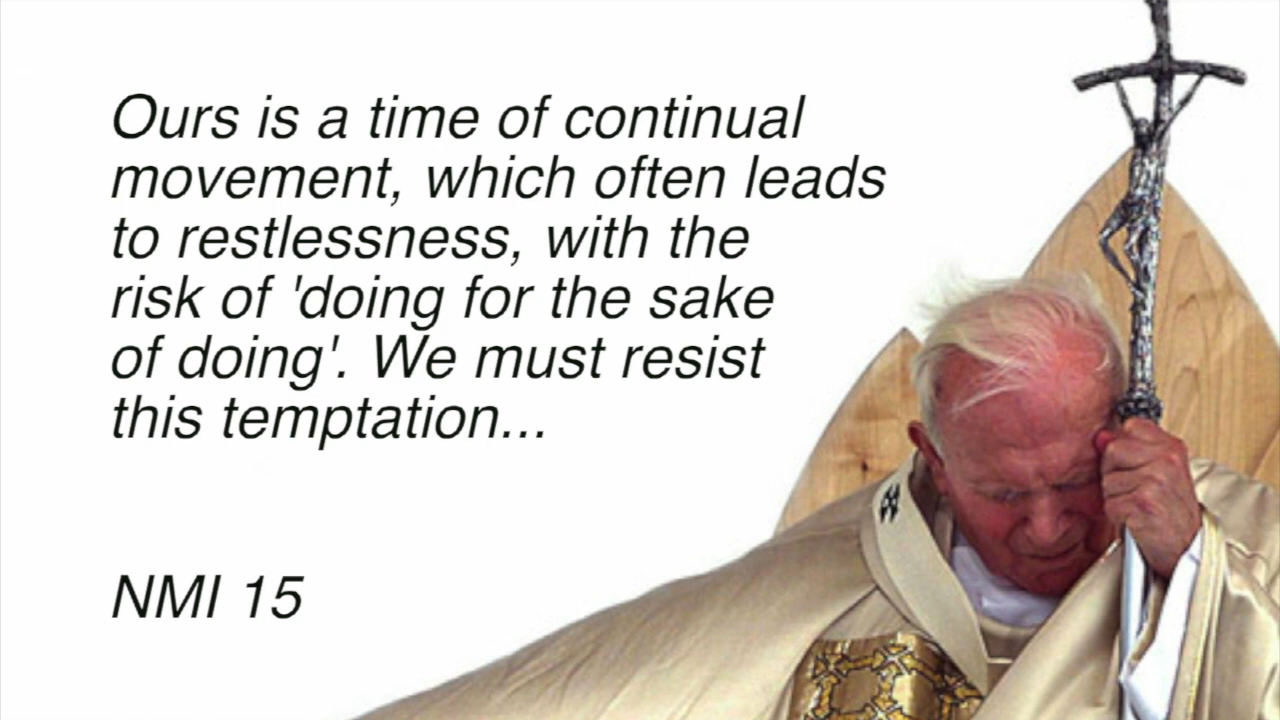 Ours is a time of continual
movement, which often leads
to restlessness, with the
risk of 'doing for the sake
of doing'. We must resist
this temptation...
NMI 15